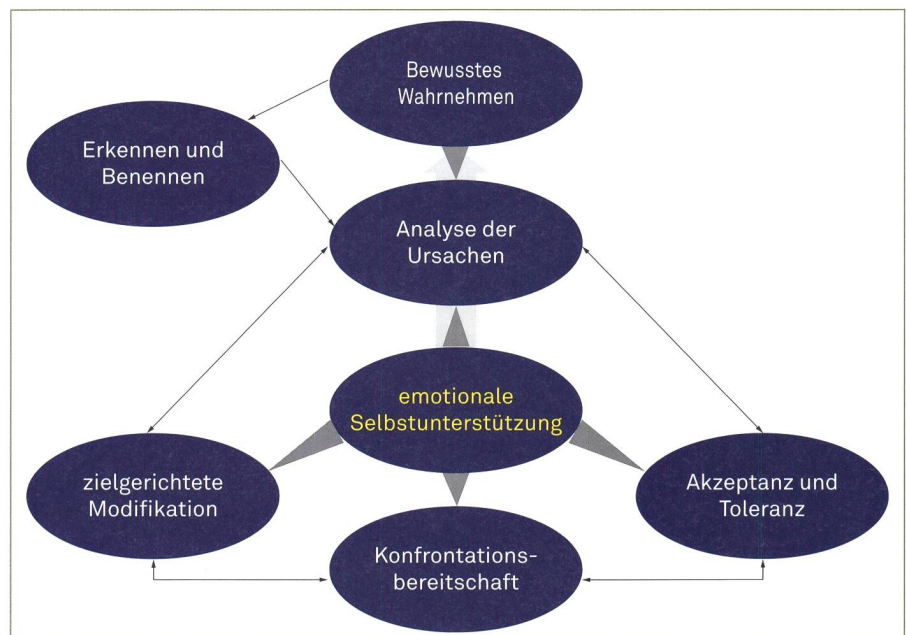 Bewusstes
Wahrnehmen
Erkennen und
Benennen
Analyse der
Ursachen
emotionale
Selbstunterstützung
zielgerichtete
Modifikation
Akzeptanz und
Toleranz
Konfrontations-
bereitschaft